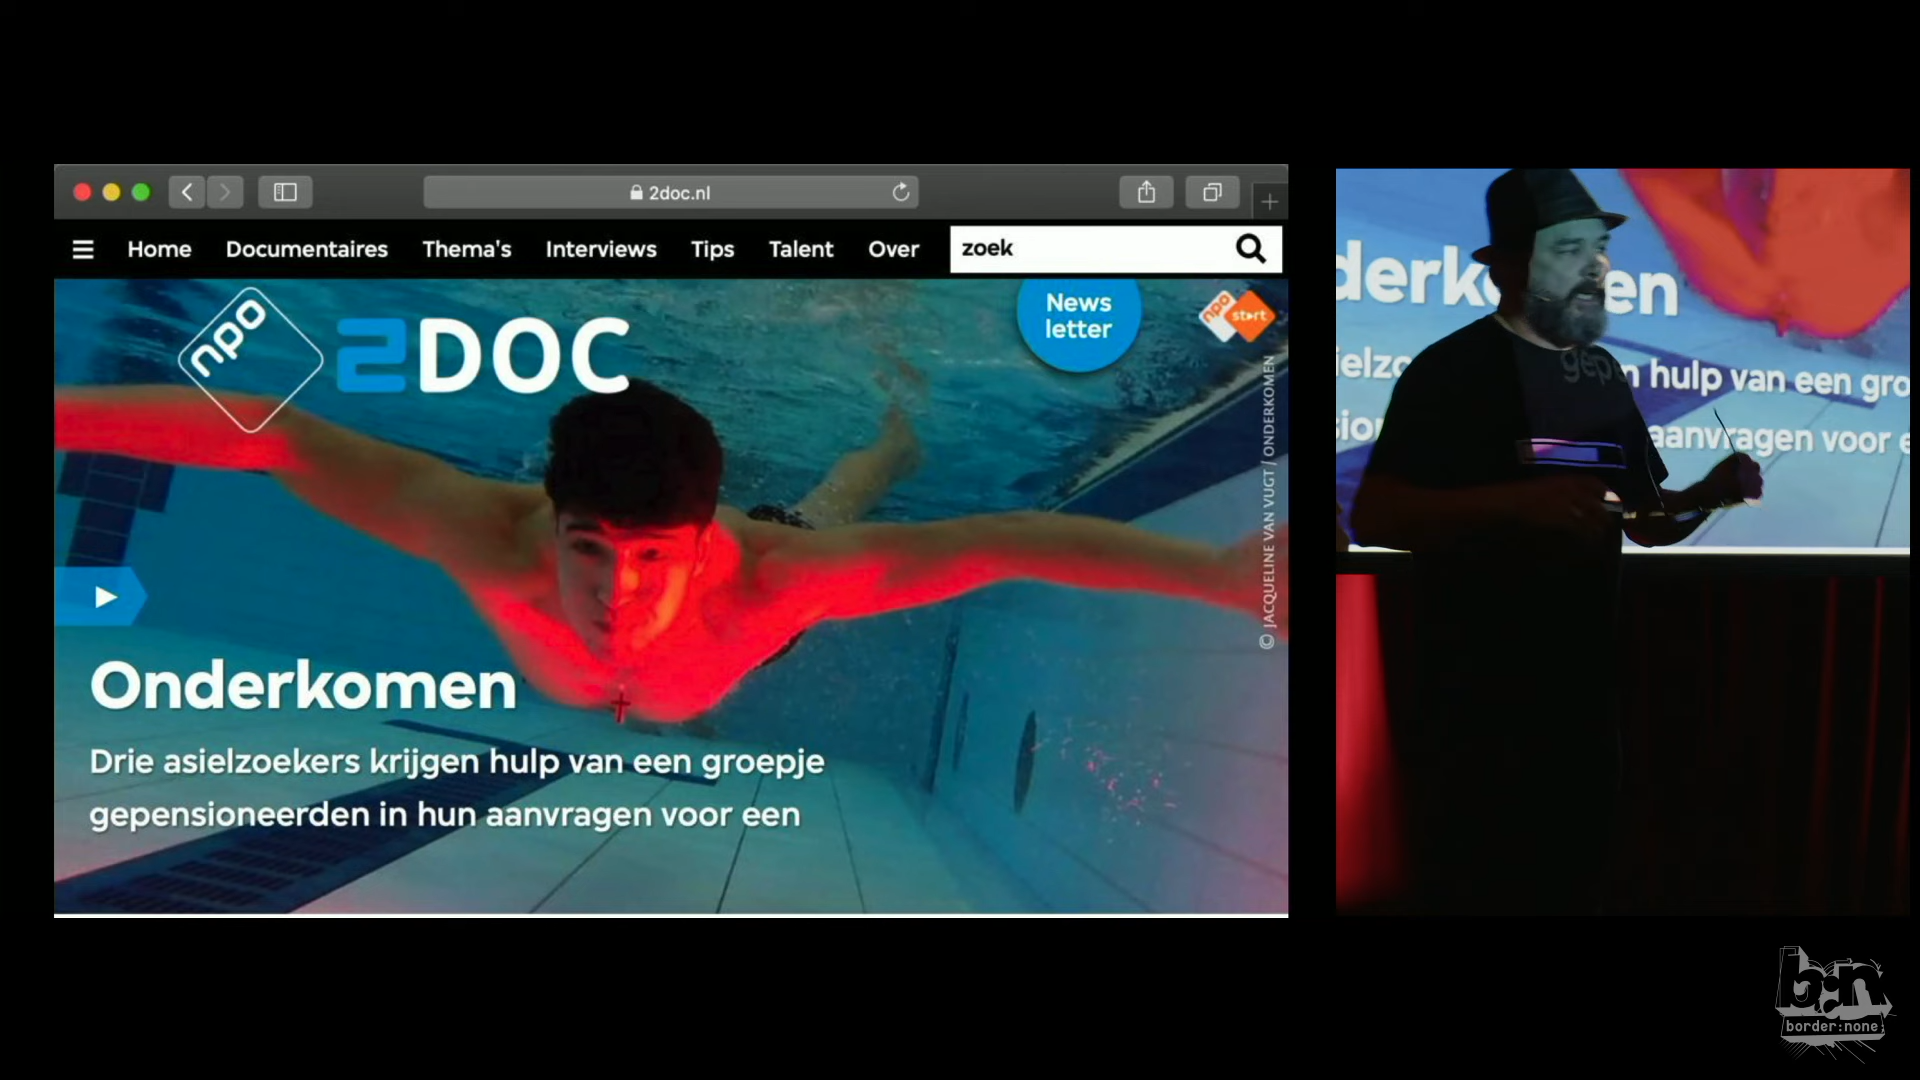 2doc.nl
Home Documentaires Thema's Interviews Tips Talent Over zoek
npo 2DOC
News
letter
npo start
© JACQUELINE VAN VUGT / ONDERKOMEN
Onderkomen
Drie asielzoekers krijgen hulp van een groepje
gepensioneerden in hun aanvragen voor een
derk en
ielzo n hulp van een gro
gepen
sion aanvragen voor e
b:n
border:none;